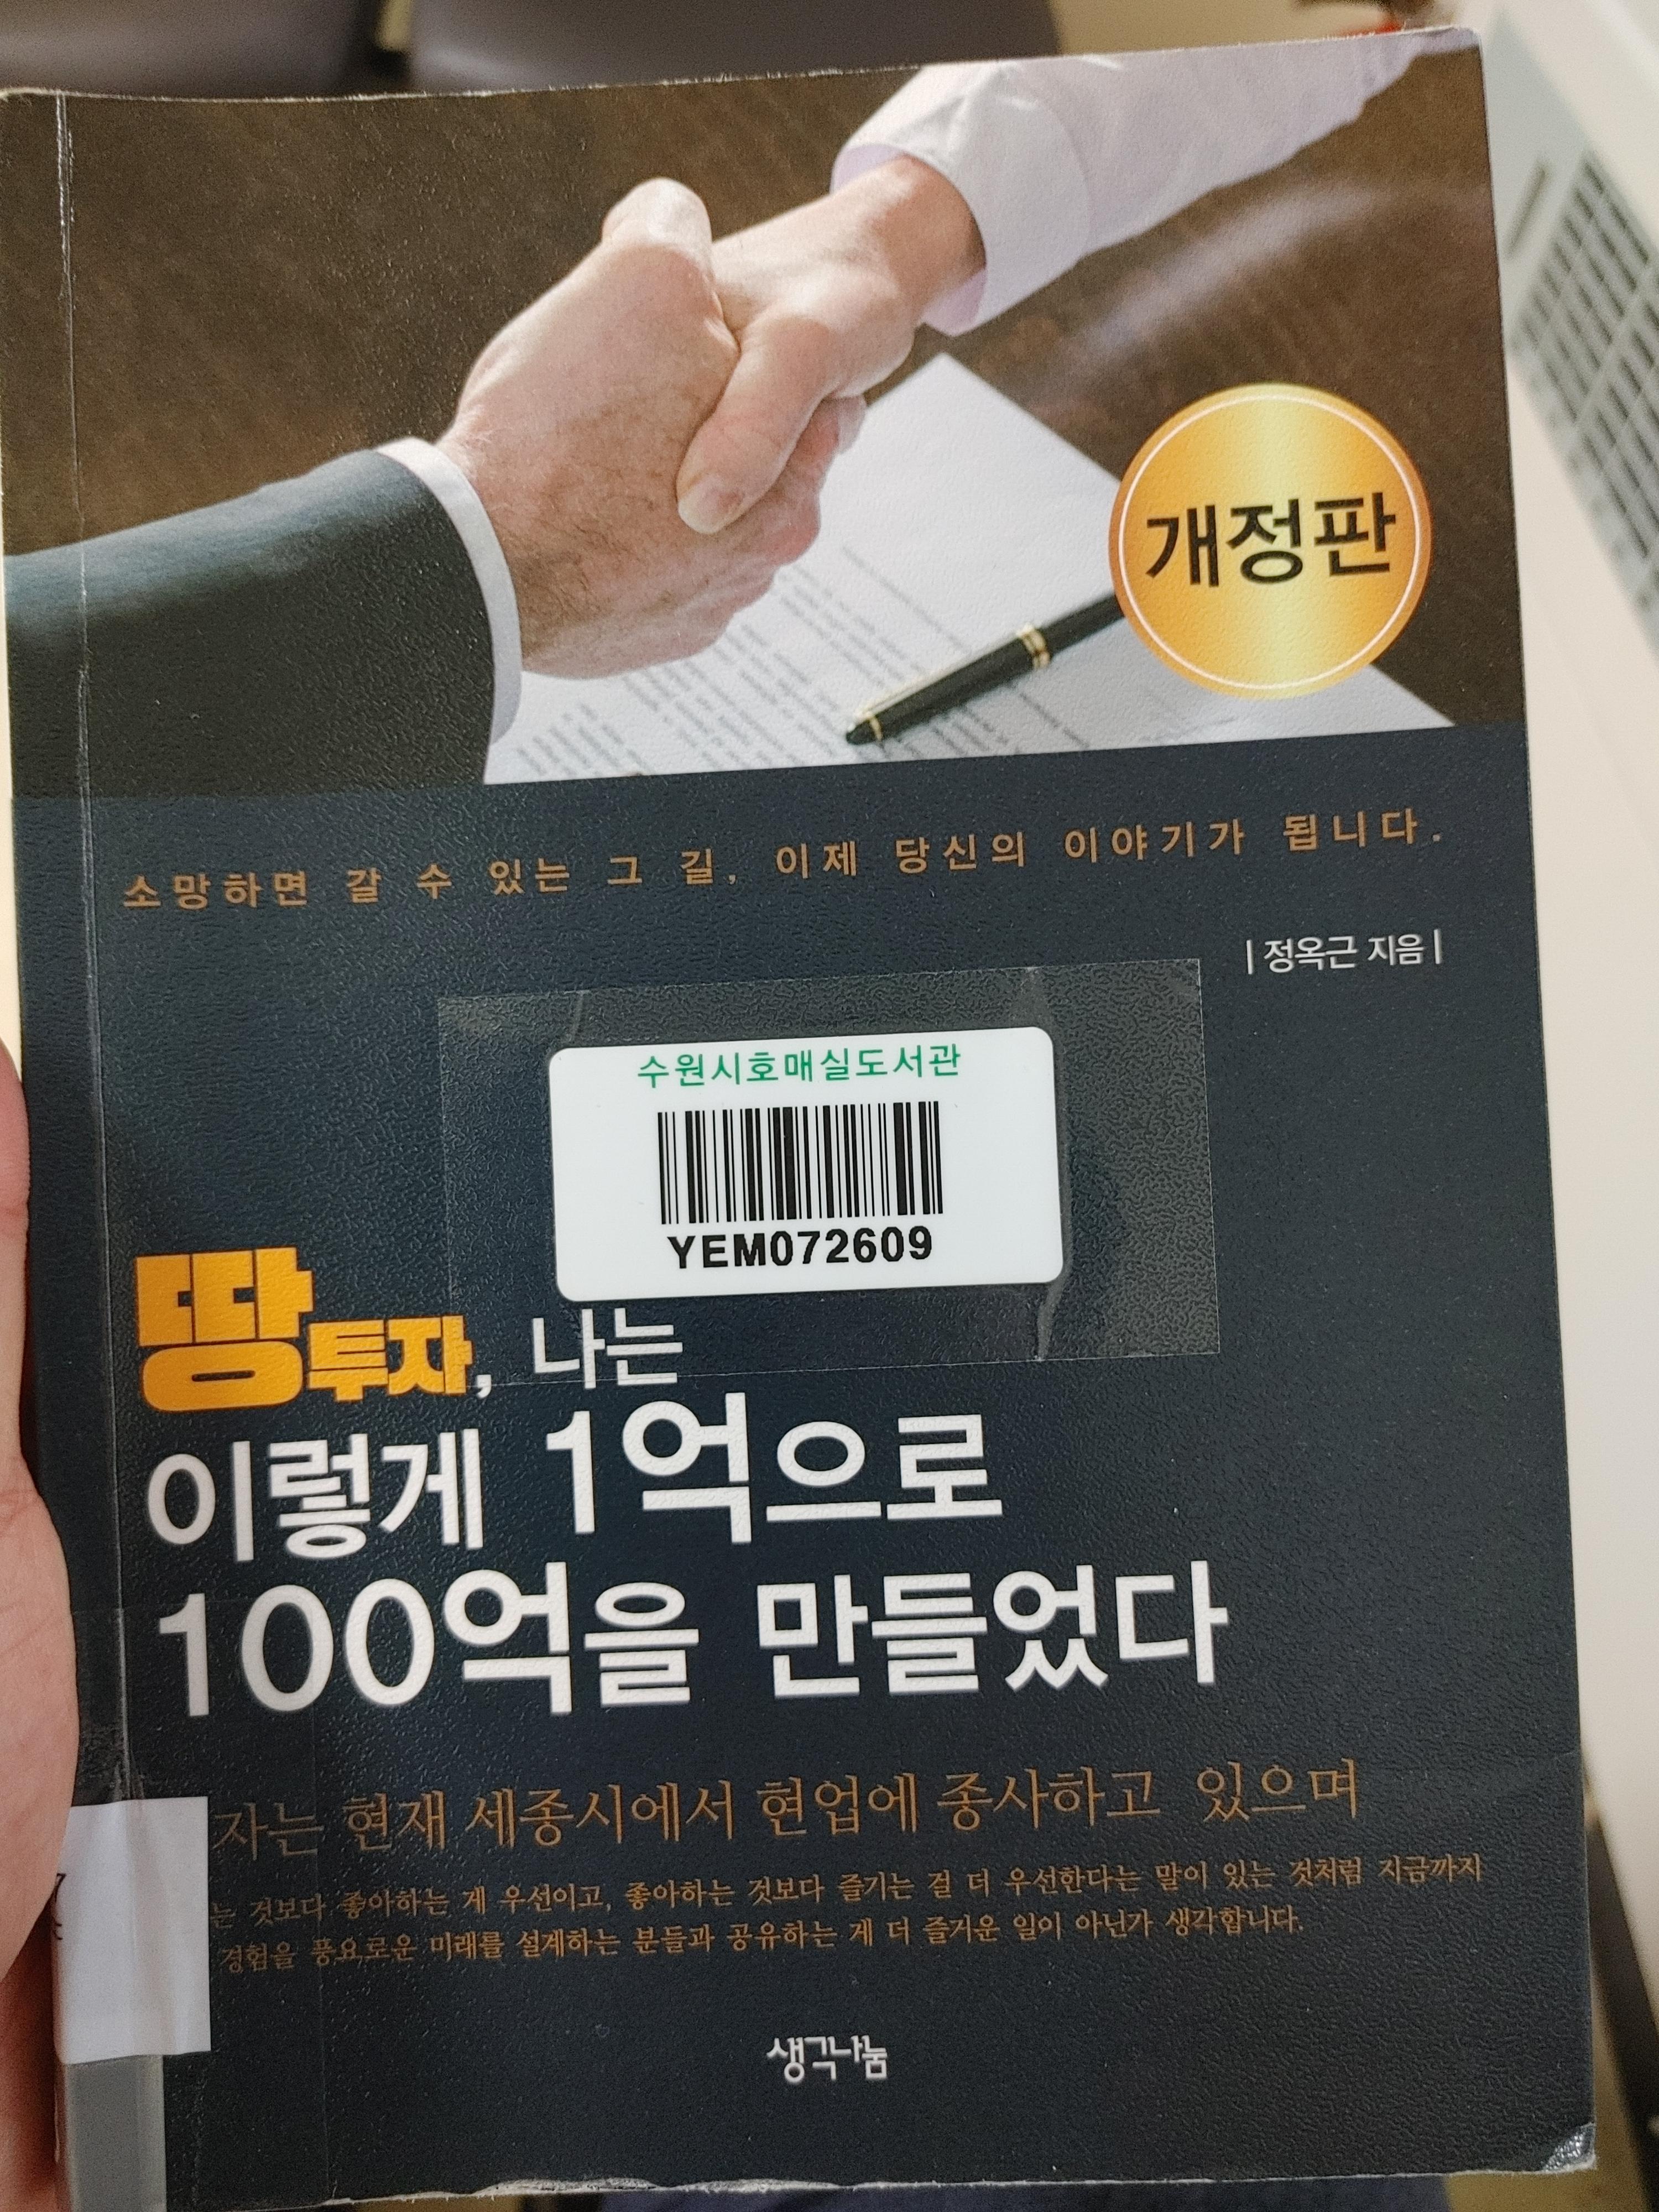 개정판
소망하면 갈 수 있는 그 길, 이제 당신의 이야기가 됩니다.
| 정옥근 지음 |
수원시호매실도서관
YEM072609
땅투자, 나는
이렇게 1억으로
100억을 만들었다
자는 현재 세종시에서 현업에 종사하고 있으며
는 것보다 좋아하는 게 우선이고, 좋아하는 것보다 즐기는 걸 더 우선한다는 말이 있는 것처럼 지금까지
경험을 풍요로운 미래를 설계하는 분들과 공유하는 게 더 즐거운 일이 아닌가 생각합니다.
생각나눔